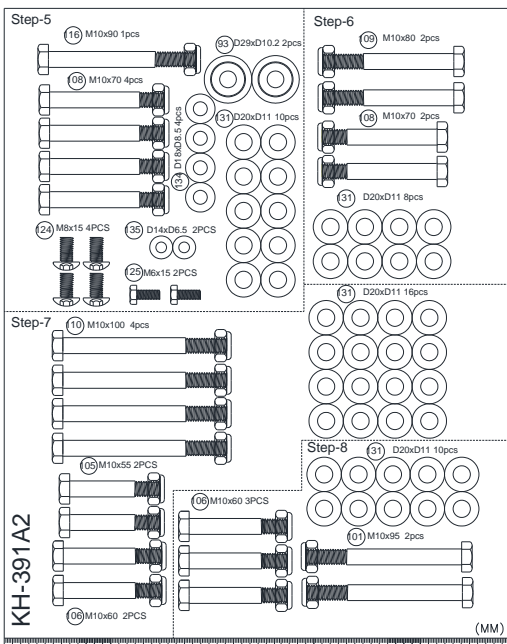 Step-5
116 M10x90 1pcs
93 D29xD10.2 2pcs
108 M10x70 4pcs
134 D18xD8.5 4pcs
131 D20xD11 10pcs
124 M8x15 4PCS
135 D14xD6.5 2PCS
125 M6x15 2PCS
Step-6
109 M10x80 2pcs
108 M10x70 2pcs
131 D20xD11 8pcs
131 D20xD11 16pcs
Step-7
110 M10x100 4pcs
105 M10x55 2PCS
106 M10x60 2PCS
Step-8
131 D20xD11 10pcs
106 M10x60 3PCS
101 M10x95 2pcs
KH-391A2
(MM)